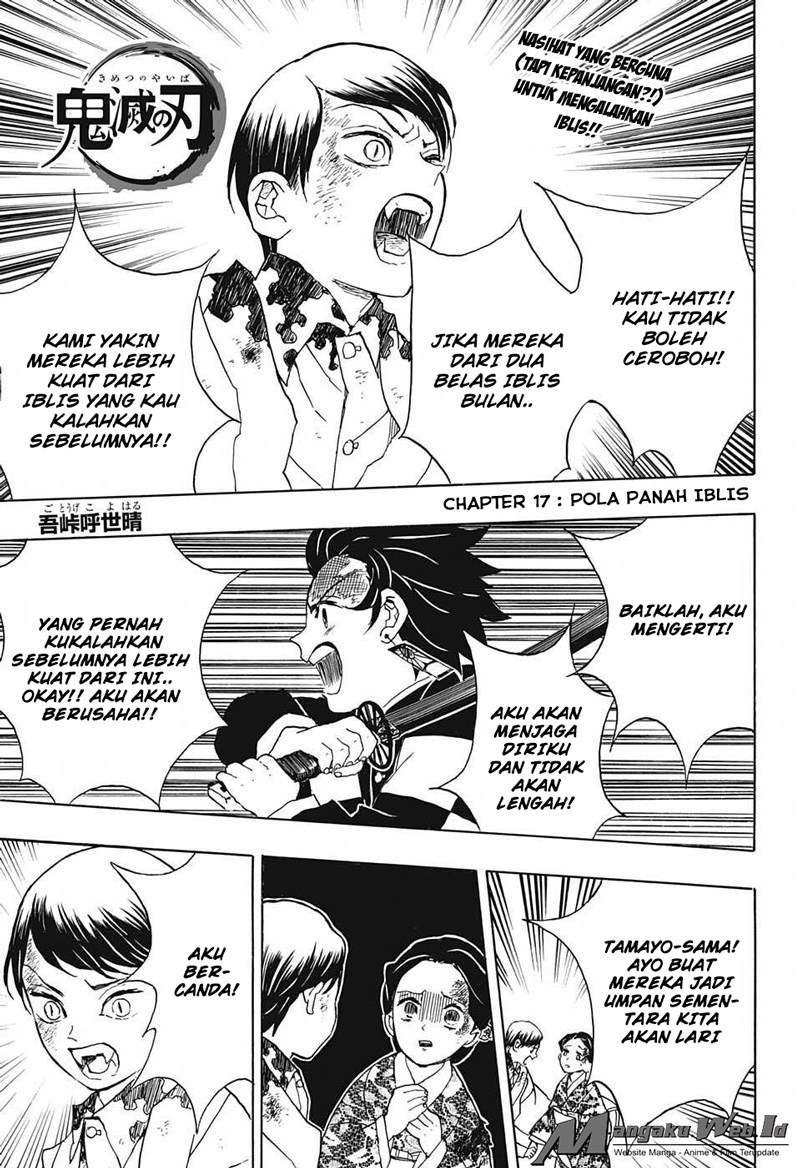 NASIHAT YANG BERGUNA
(TAPI KEPANJANGAN?!)
UNTUK MENGALAHKAN
IBLIS!!
きめつのやいば
鬼滅の刃
HATI-HATI!!
KAU TIDAK
BOLEH
CEROBOH!
JIKA MEREKA
DARI DUA
BELAS IBLIS
BULAN..
KAMI YAKIN
MEREKA LEBIH
KUAT DARI
IBLIS YANG KAU
KALAHKAN
SEBELUMNYA!!
CHAPTER 17 : POLA PANAH IBLIS
ごとうげこよはる
吾峠呼世晴
BAIKLAH, AKU
MENGERTI!
AKU AKAN
MENJAGA
DIRIKU
DAN TIDAK
AKAN
LENGAH!
YANG PERNAH
KUKALAHKAN
SEBELUMNYA LEBIH
KUAT DARI INI..
OKAY!! AKU AKAN
BERUSAHA!!
TAMAYO-SAMA!
AYO BUAT
MEREKA JADI
UMPAN SEMEN-
TARA KITA
AKAN LARI
AKU
BER-
CANDA!
Mangaku Web.Id
Website Manga - Anime & Film Terupdate